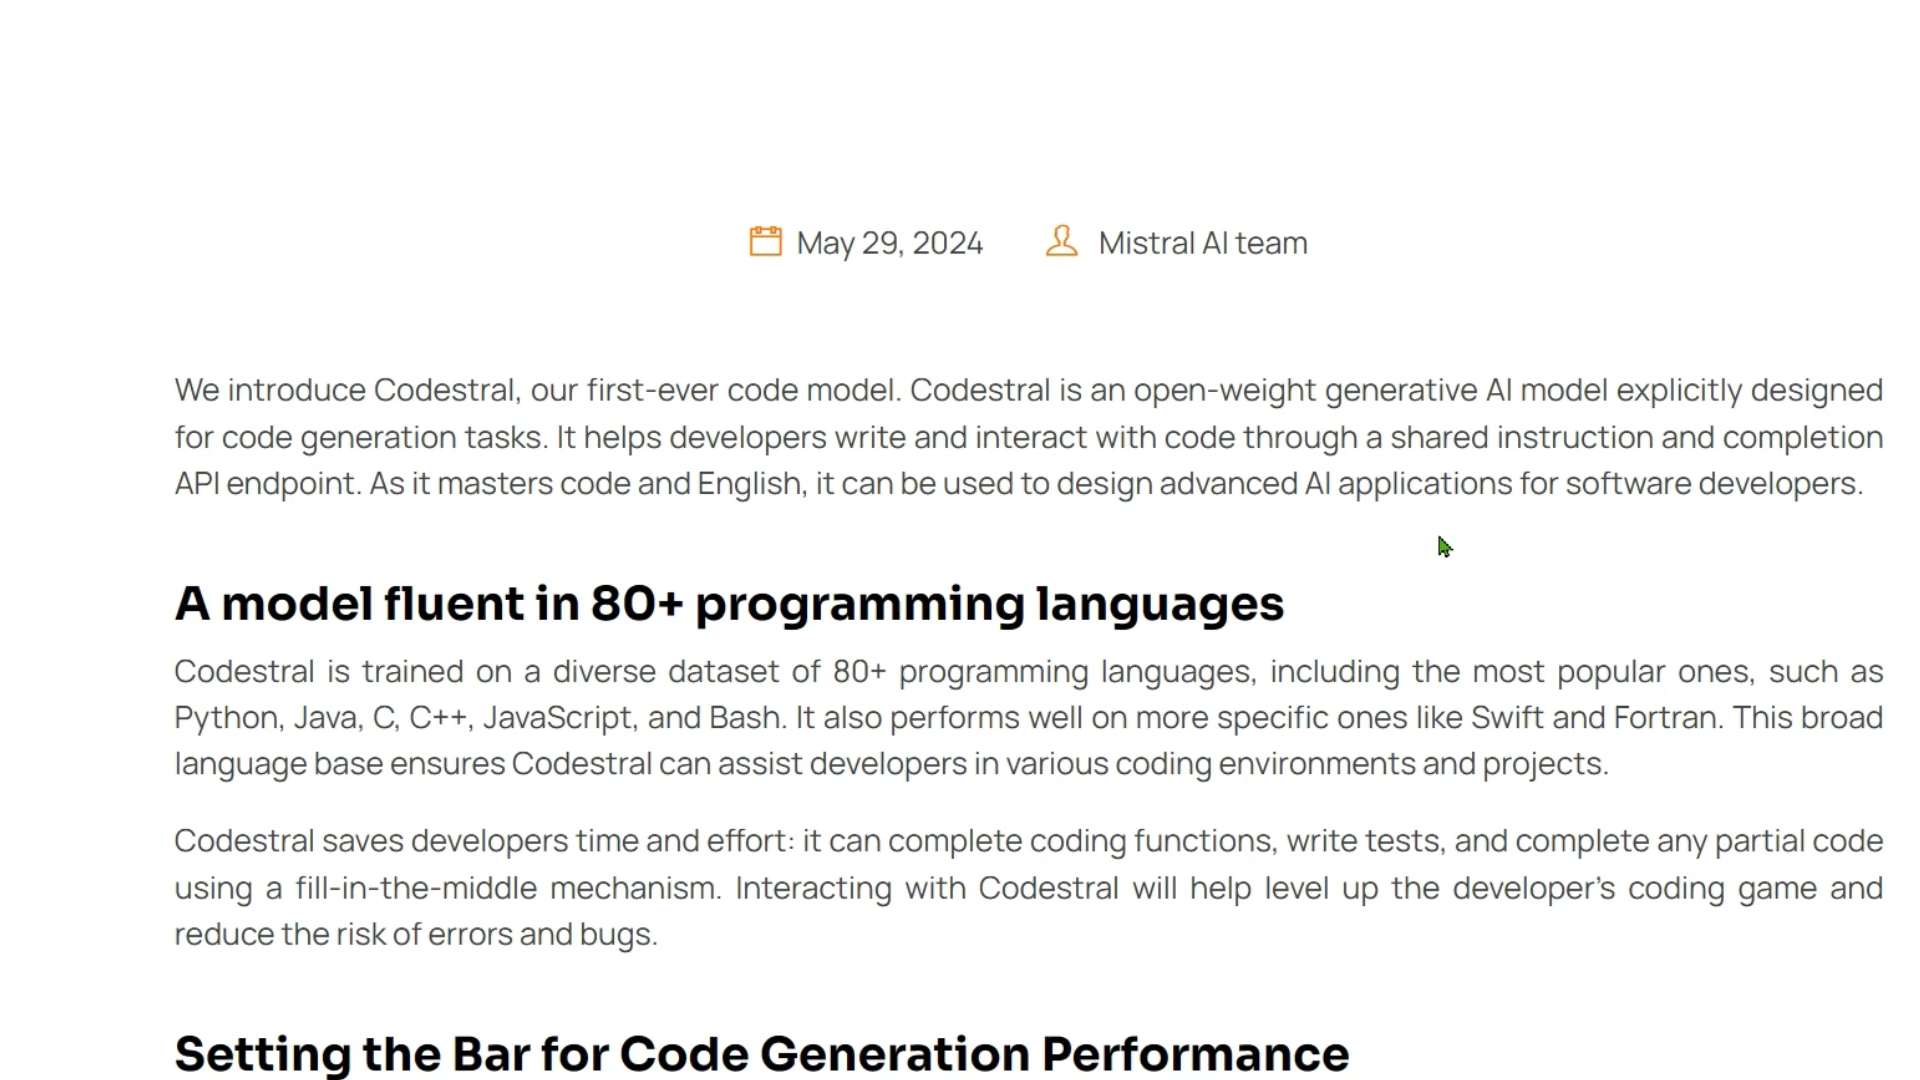 May 29, 2024 Mistral AI team
We introduce Codestral, our first-ever code model. Codestral is an open-weight generative AI model explicitly designed
for code generation tasks. It helps developers write and interact with code through a shared instruction and completion
API endpoint. As it masters code and English, it can be used to design advanced AI applications for software developers.
A model fluent in 80+ programming languages
Codestral is trained on a diverse dataset of 80+ programming languages, including the most popular ones, such as
Python, Java, C, C++, JavaScript, and Bash. It also performs well on more specific ones like Swift and Fortran. This broad
language base ensures Codestral can assist developers in various coding environments and projects.
Codestral saves developers time and effort: it can complete coding functions, write tests, and complete any partial code
using a fill-in-the-middle mechanism. Interacting with Codestral will help level up the developer’s coding game and
reduce the risk of errors and bugs.
Setting the Bar for Code Generation Performance